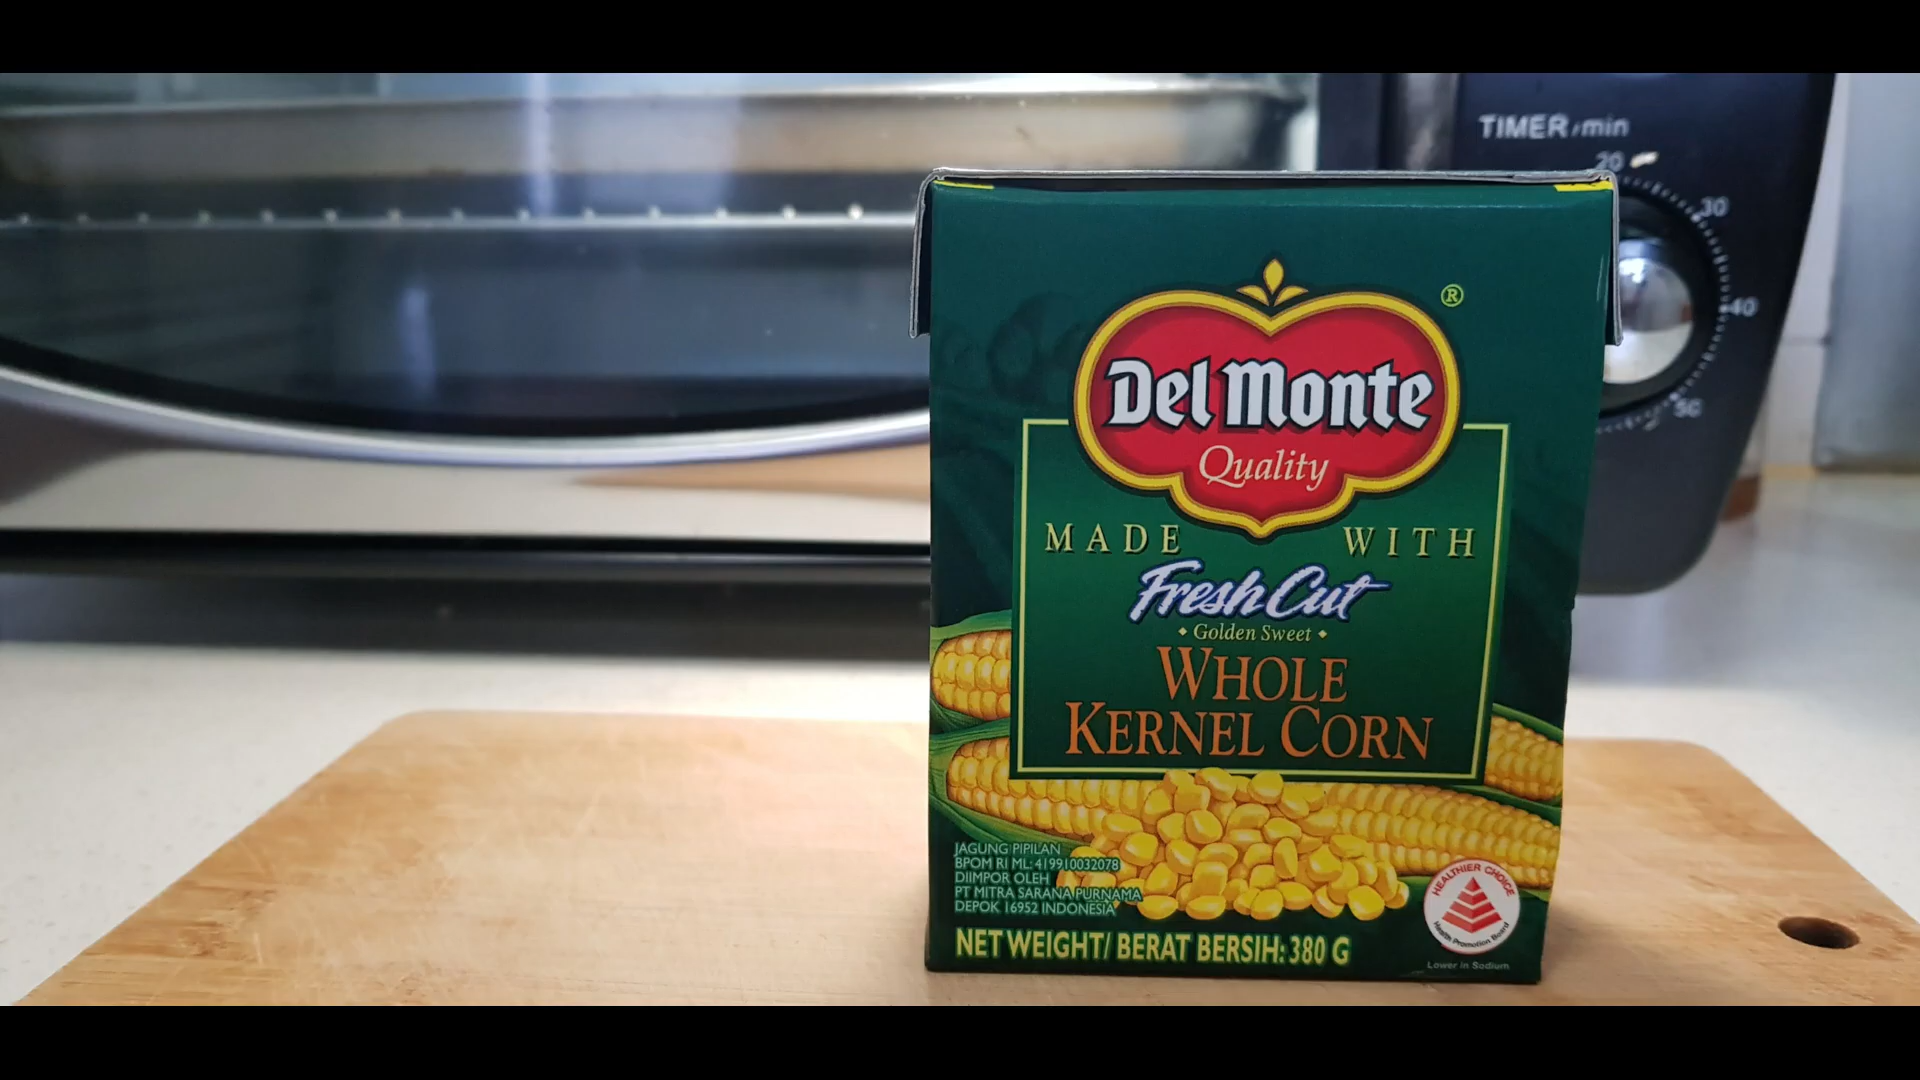 TIMER/min
20
30
40
50
®
Del Monte
Quality
MADE WITH
Fresh Cut
• Golden Sweet •
WHOLE
KERNEL CORN
JAGUNG PIPILAN
BPOM RI ML: 419910032078
DIIMPOR OLEH
PT MITRA SARANA PURNAMA
DEPOK 16952 INDONESIA
NET WEIGHT/ BERAT BERSIH: 380 G
HEALTHIER CHOICE
Health Promotion Board
Lower in Sodium